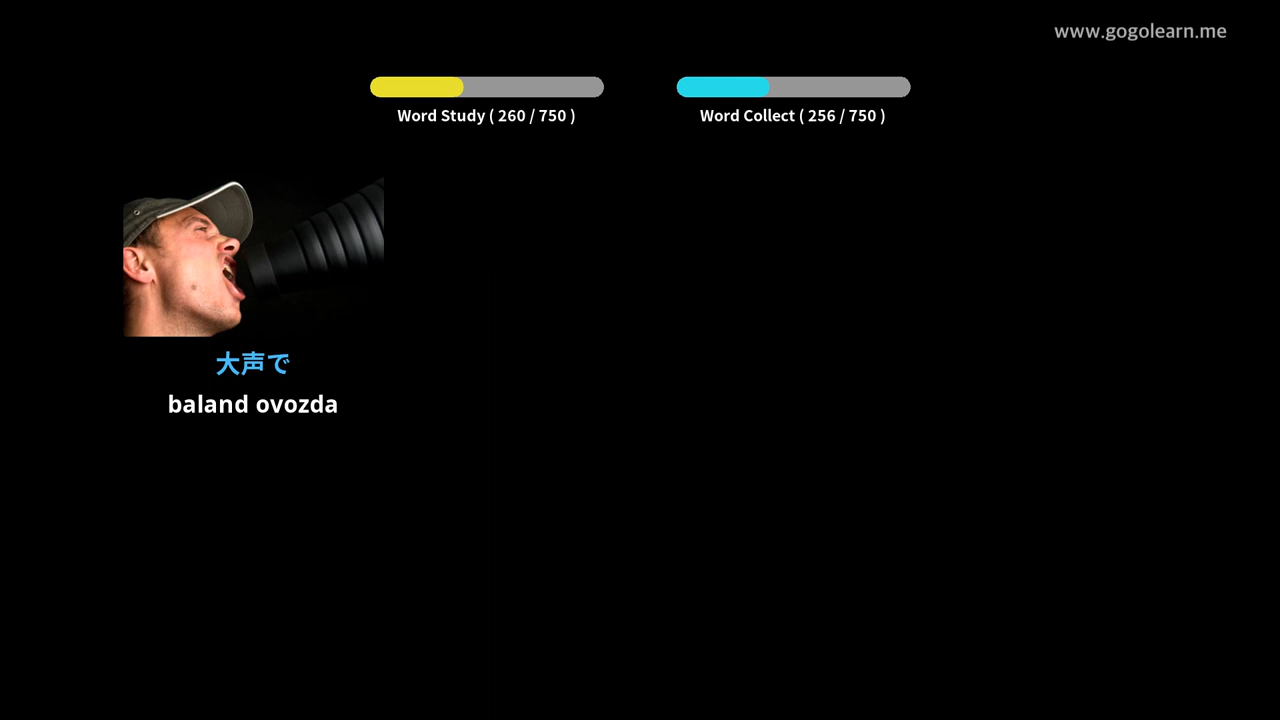 www.gogolearn.me
Word Study ( 260 / 750 )
Word Collect ( 256 / 750 )
大声で
baland ovozda